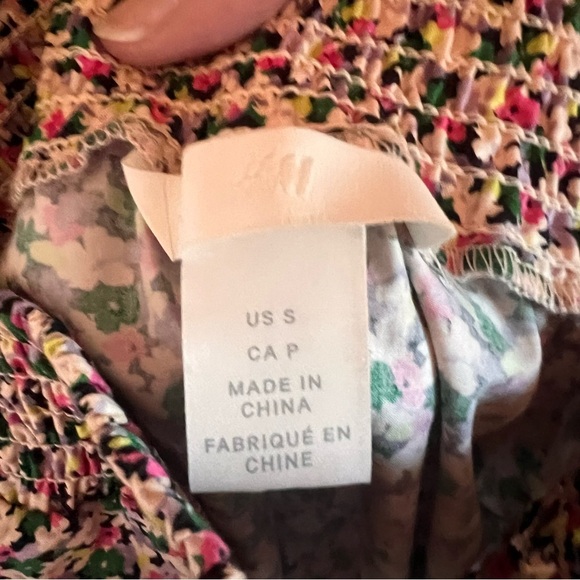 H&M
US S
CA P
MADE IN
CHINA
FABRIQUÉ EN
CHINE